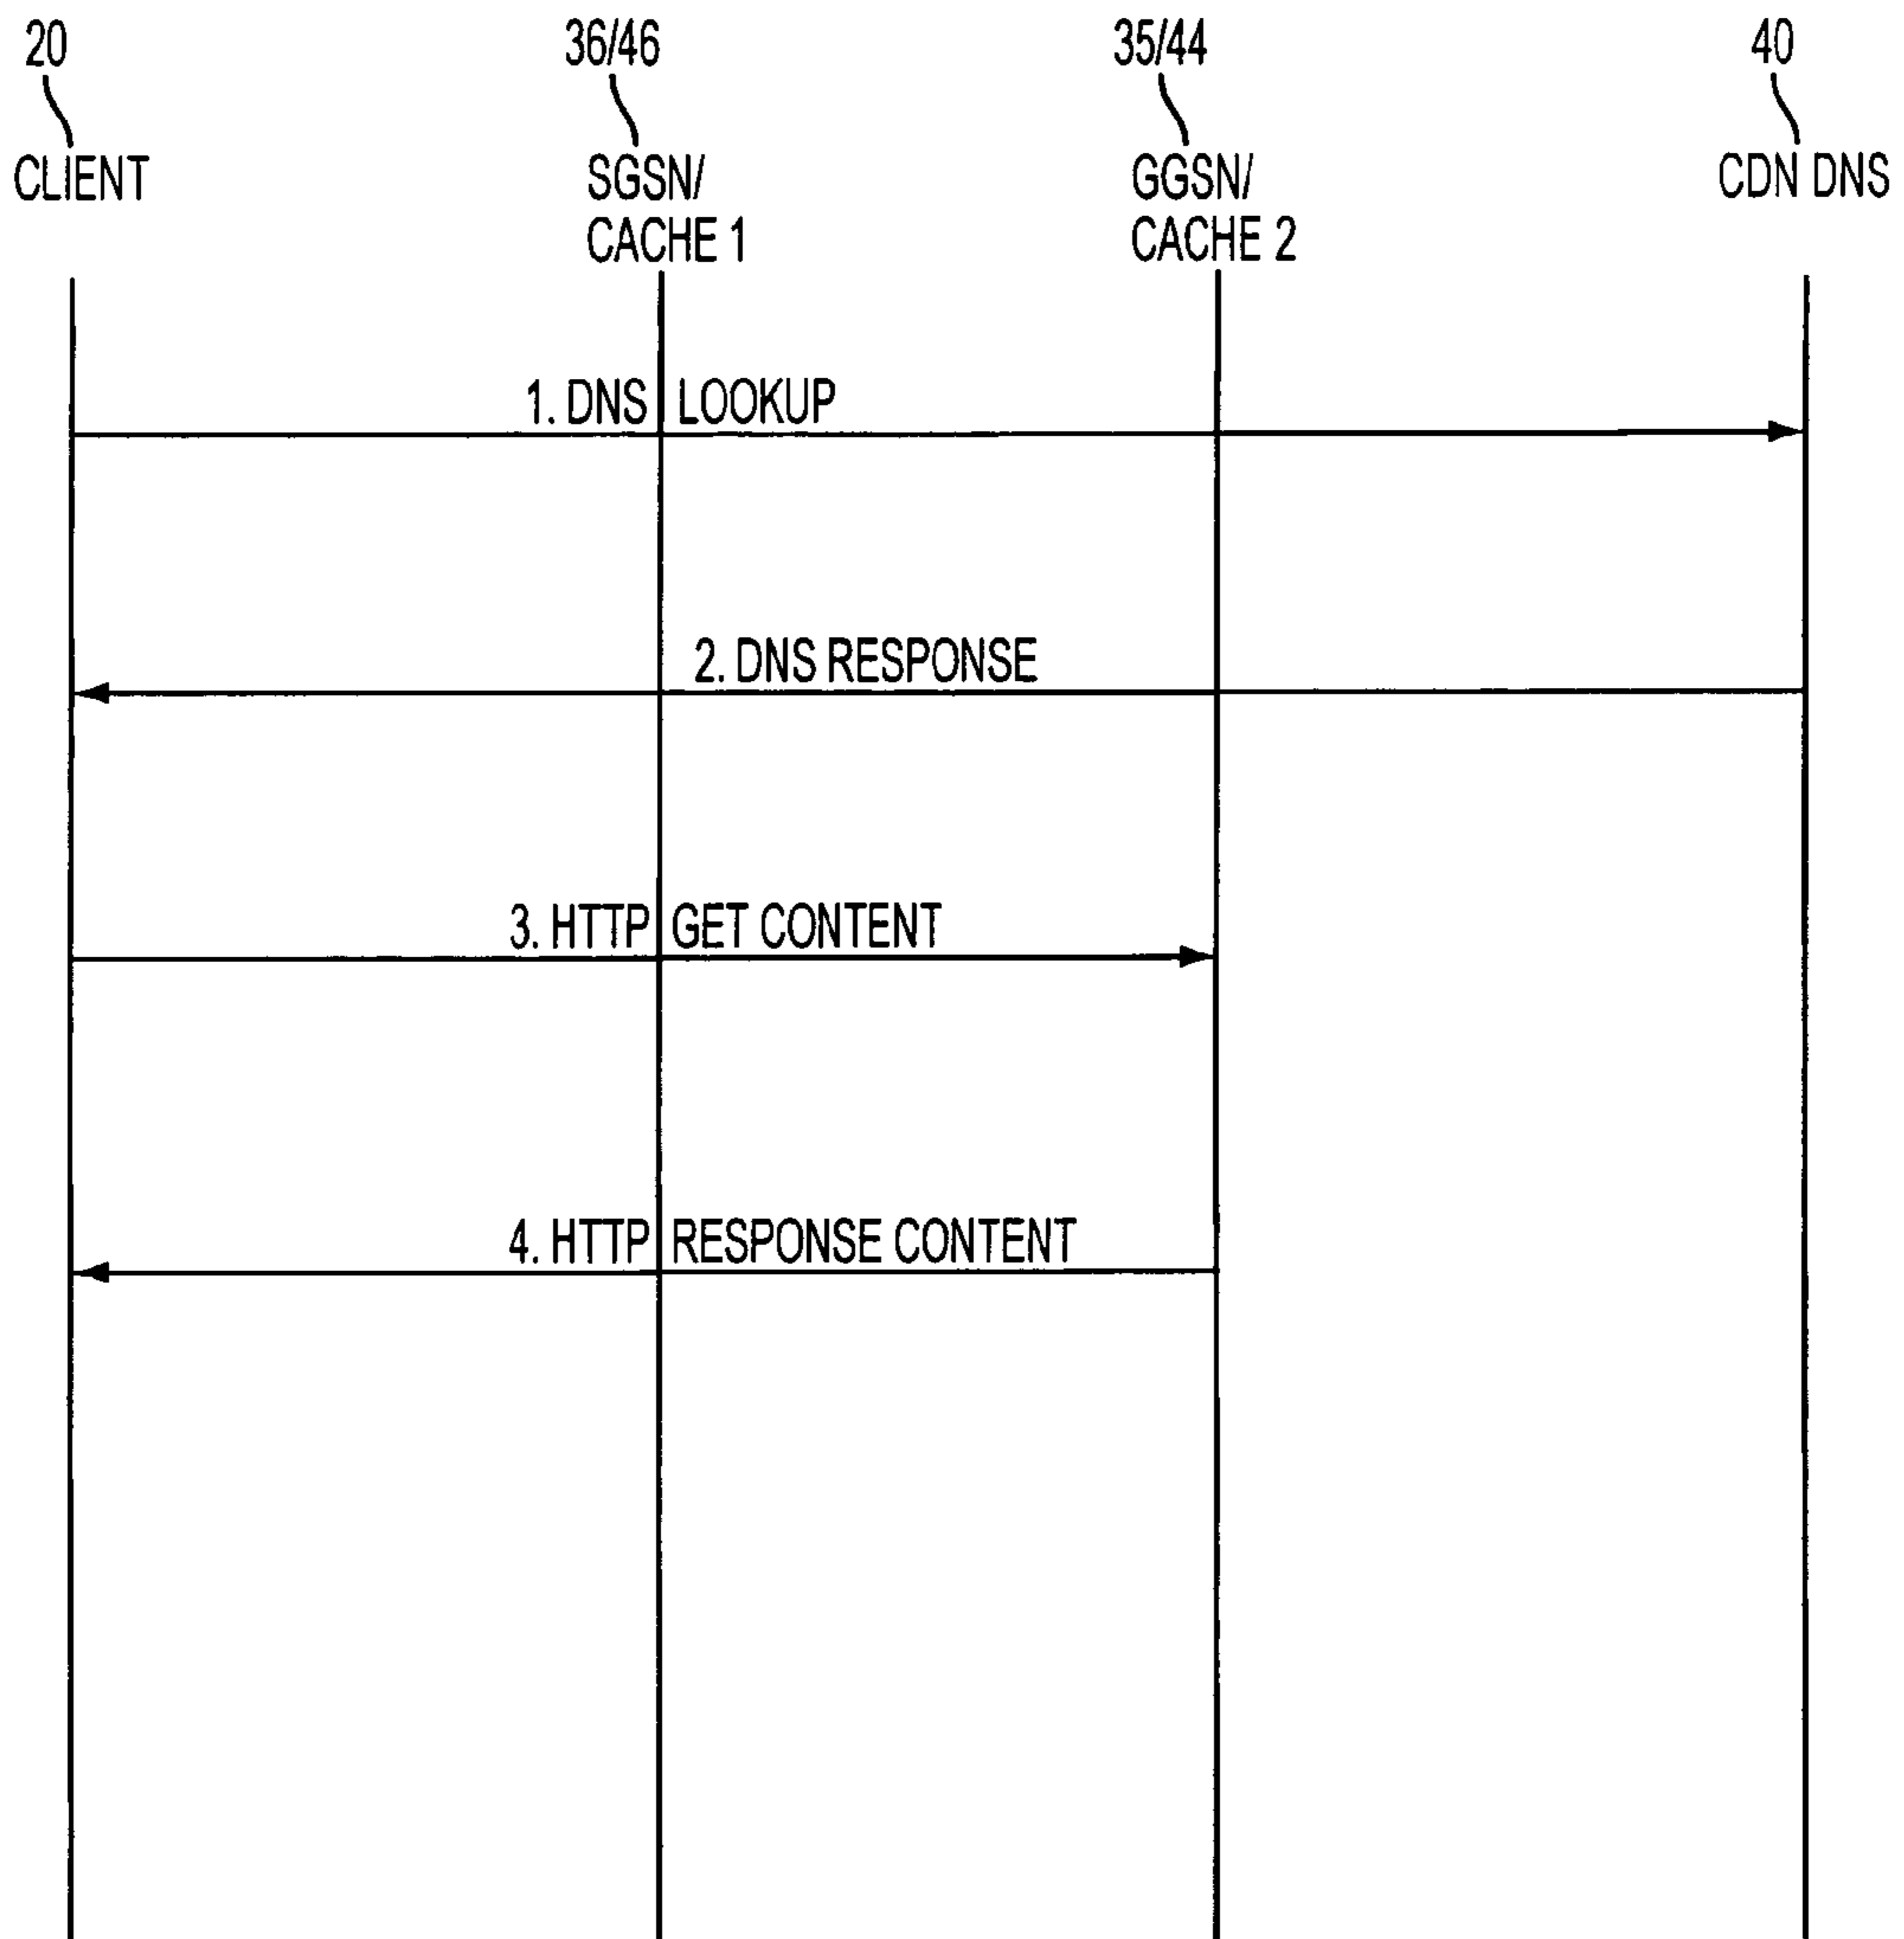 20
36/46
35/44
40
CLIENT
SGSN/
CACHE 1
GGSN/
CACHE 2
CDN DNS
1. DNS LOOKUP
2. DNS RESPONSE
3. HTTP GET CONTENT
4. HTTP RESPONSE CONTENT